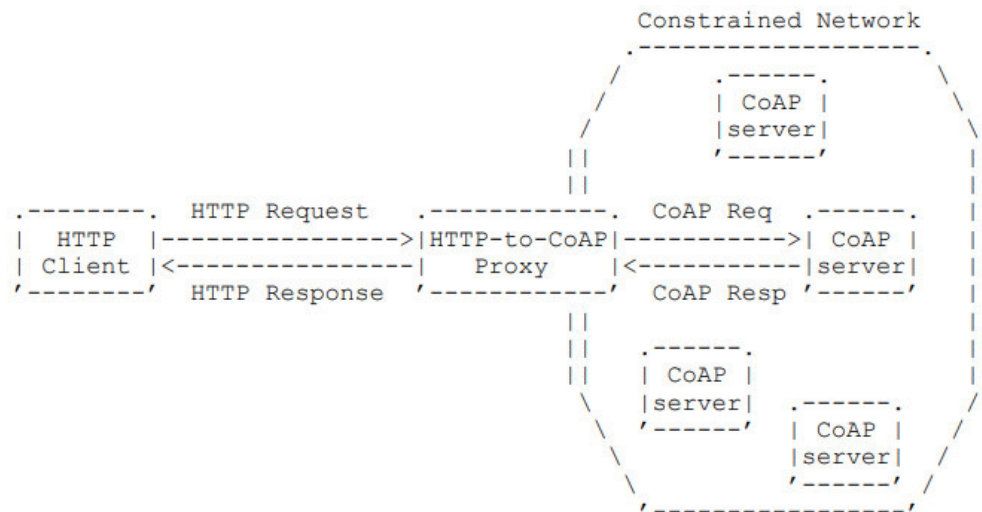 Constrained Network
CoAP
server
HTTP Request
CoAP Req
HTTP
Client
HTTP-to-CoAP
Proxy
CoAP
server
HTTP Response
CoAP Resp
CoAP
server
CoAP
server